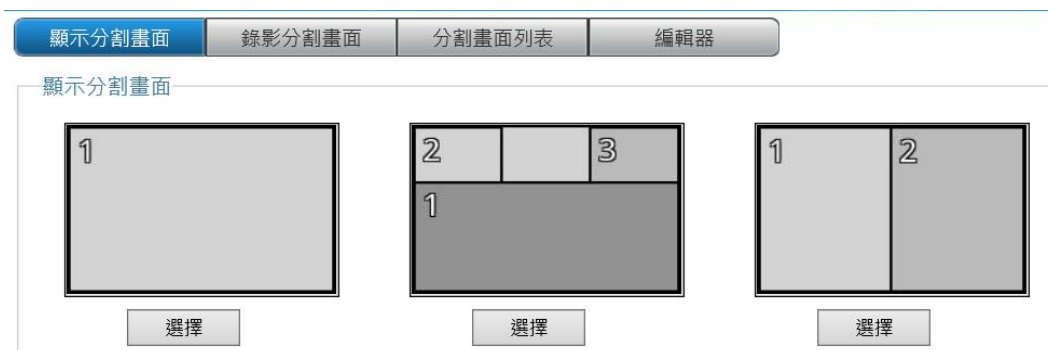 顯示分割畫面 錄影分割畫面 分割畫面列表 編輯器
顯示分割畫面
1 2 3 1 2
1
選擇 選擇 選擇